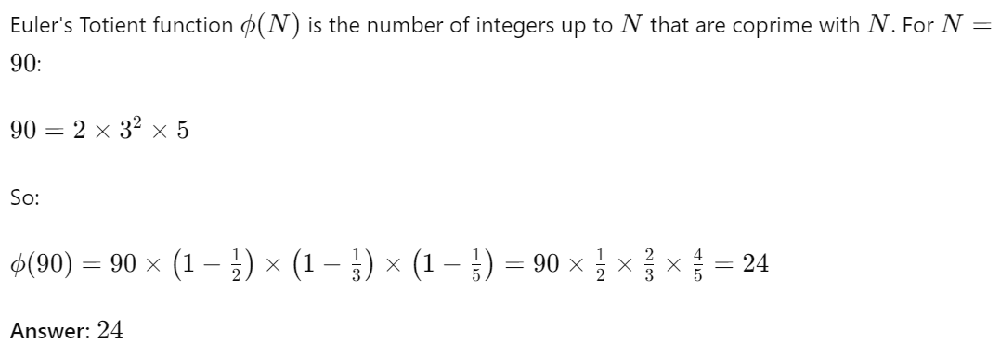 Euler's Totient function $\phi(N)$ is the number of integers up to $N$ that are coprime with $N$. For $N =$
$90$:
$90 = 2 \times 3^2 \times 5$
So:
$\phi(90) = 90 \times \left(1 - \frac{1}{2}\right) \times \left(1 - \frac{1}{3}\right) \times \left(1 - \frac{1}{5}\right) = 90 \times \frac{1}{2} \times \frac{2}{3} \times \frac{4}{5} = 24$
Answer: $24$